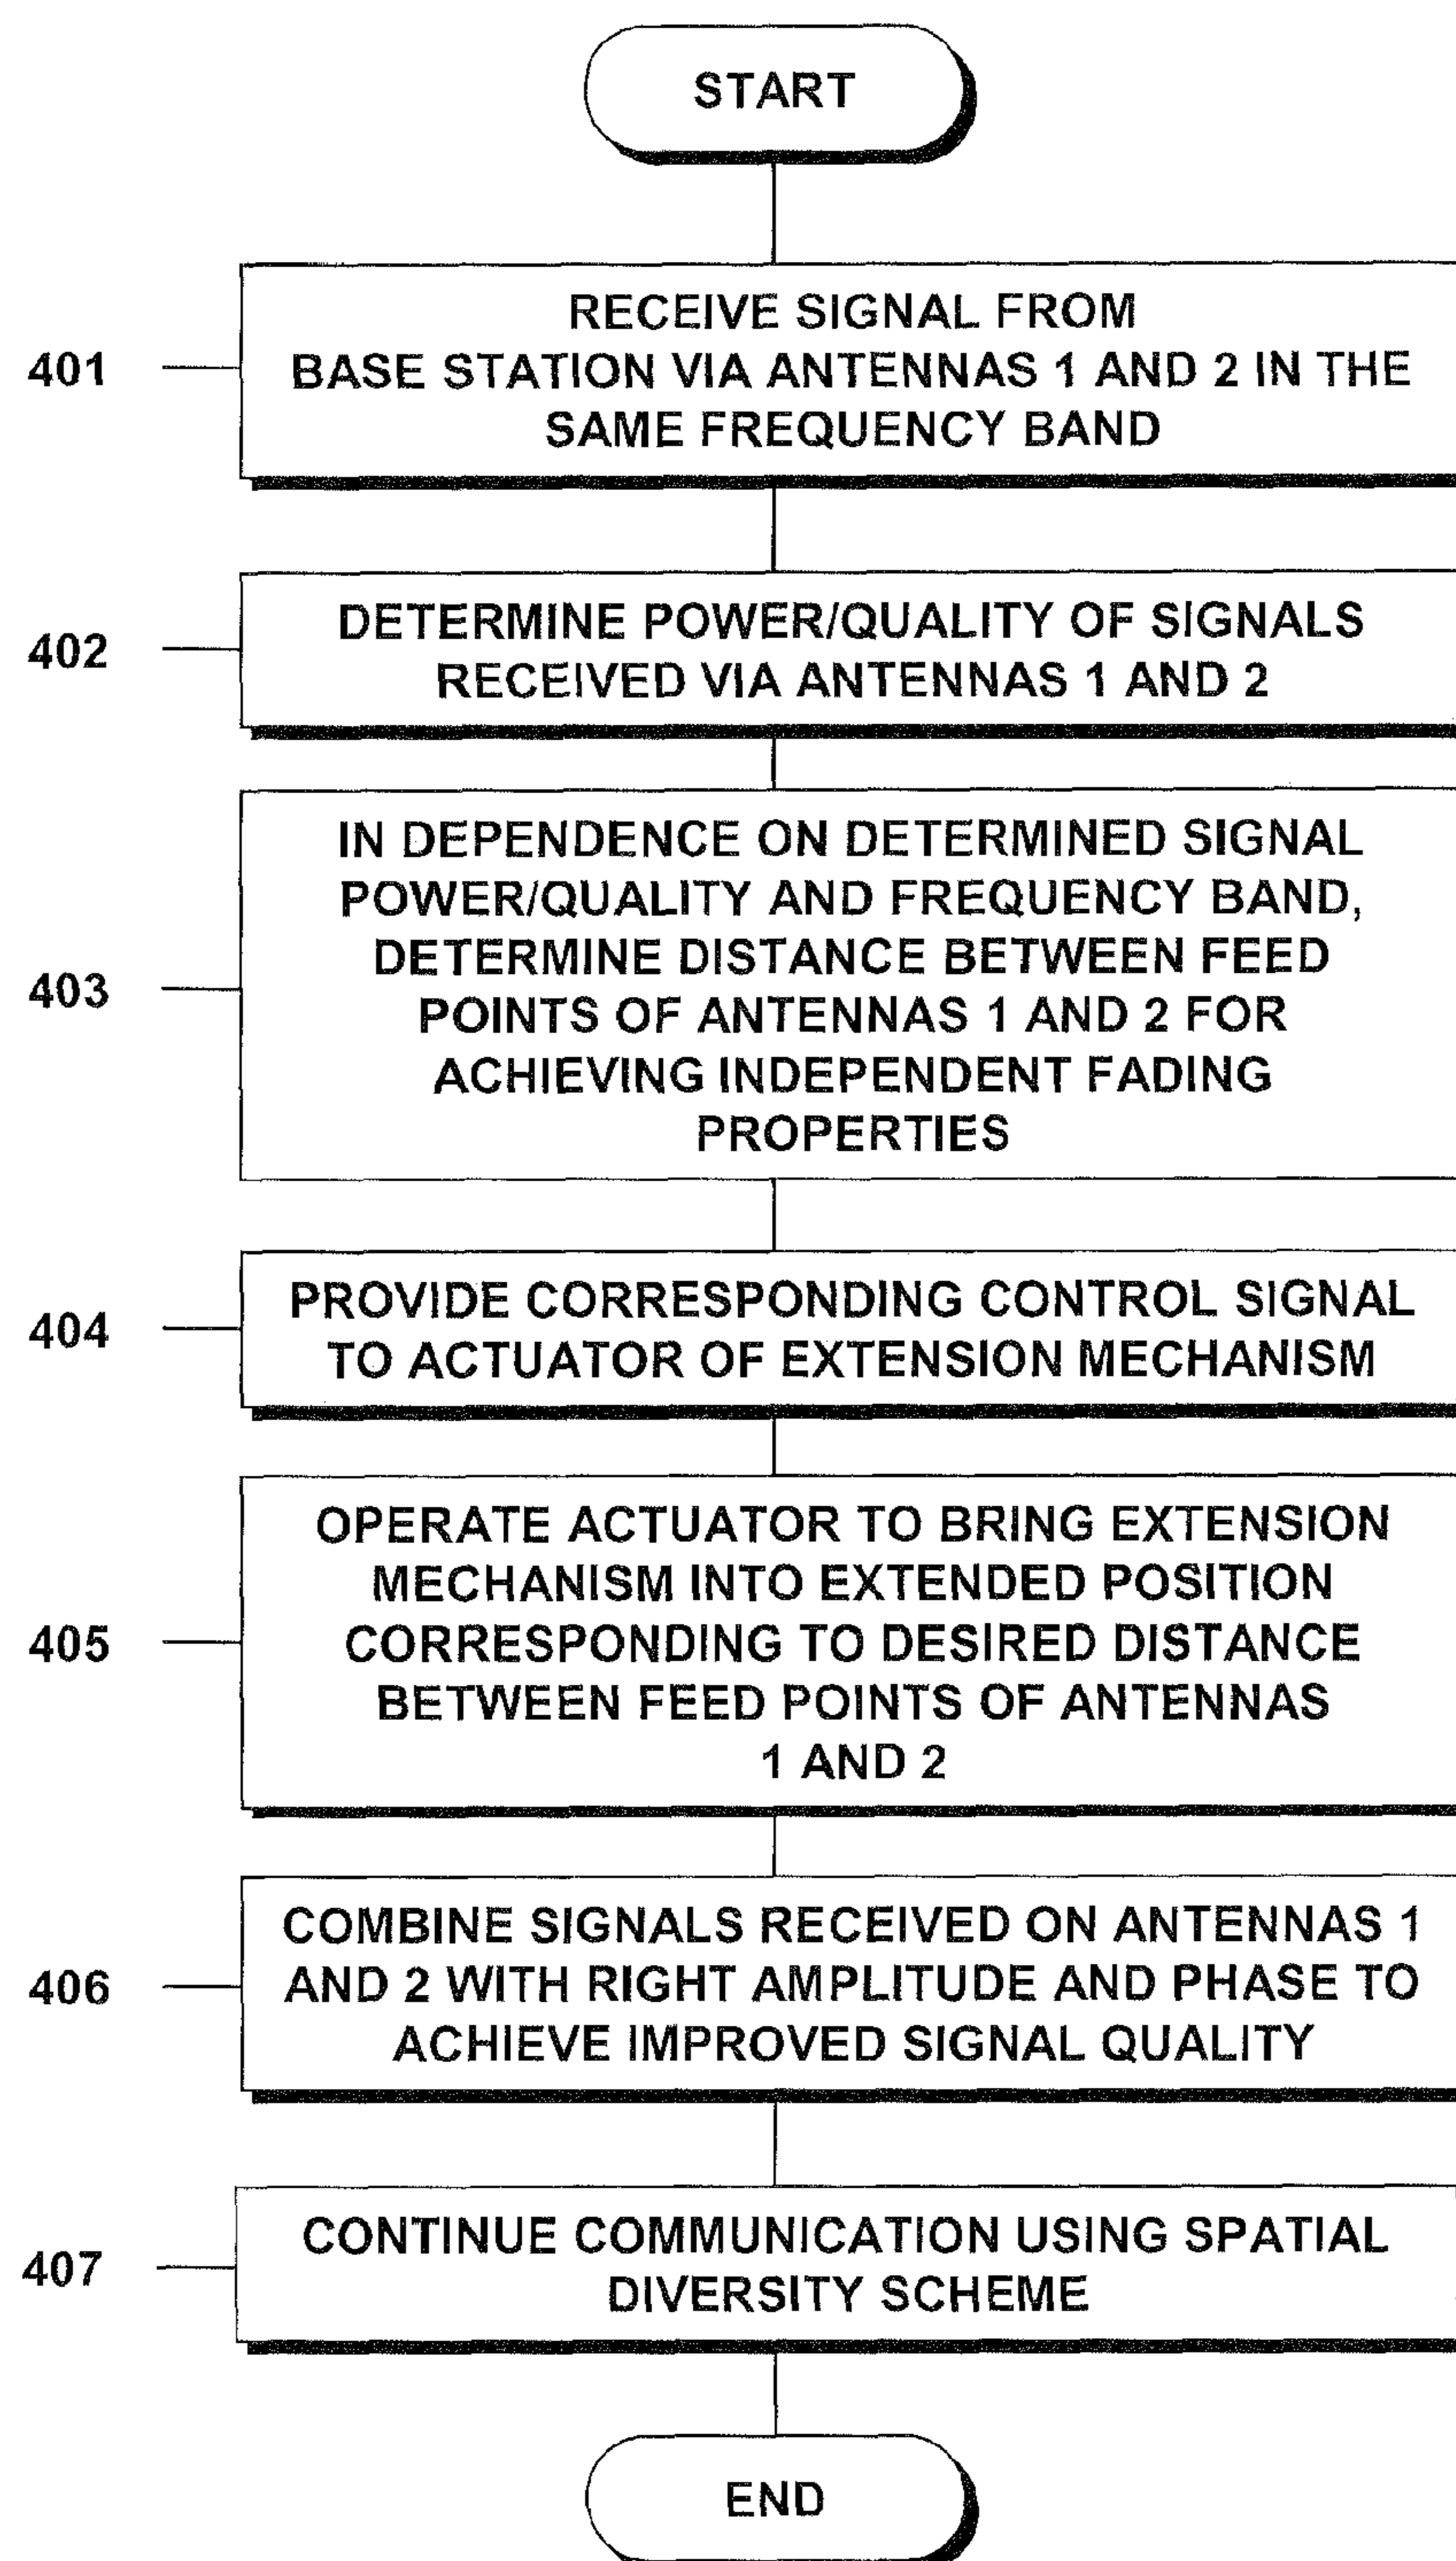 START
401
RECEIVE SIGNAL FROM
BASE STATION VIA ANTENNAS 1 AND 2 IN THE
SAME FREQUENCY BAND
402
DETERMINE POWER/QUALITY OF SIGNALS
RECEIVED VIA ANTENNAS 1 AND 2
403
IN DEPENDENCE ON DETERMINED SIGNAL
POWER/QUALITY AND FREQUENCY BAND,
DETERMINE DISTANCE BETWEEN FEED
POINTS OF ANTENNAS 1 AND 2 FOR
ACHIEVING INDEPENDENT FADING
PROPERTIES
404
PROVIDE CORRESPONDING CONTROL SIGNAL
TO ACTUATOR OF EXTENSION MECHANISM
405
OPERATE ACTUATOR TO BRING EXTENSION
MECHANISM INTO EXTENDED POSITION
CORRESPONDING TO DESIRED DISTANCE
BETWEEN FEED POINTS OF ANTENNAS
1 AND 2
406
COMBINE SIGNALS RECEIVED ON ANTENNAS 1
AND 2 WITH RIGHT AMPLITUDE AND PHASE TO
ACHIEVE IMPROVED SIGNAL QUALITY
407
CONTINUE COMMUNICATION USING SPATIAL
DIVERSITY SCHEME
END